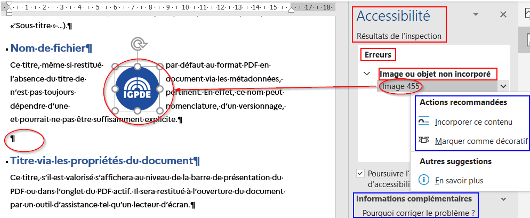 «'Sous-titre'»...).¶
Nom·de·fichier¶
Ce·titre,·même·si·restitué·
par·défaut·au·format·PDF·en·
l'absence·du·titre·de·
document·via·les·métadonnées,·
n'est·pas·toujours·
pertinent.·En·effet,·ce·nom·peut·
dépendre·d'une·
nomenclature,·d'un·versionnage,·
et·pourrait·ne·pas·être·suffisamment·explicite.¶
¶
Titre·via·les·propriétés·du·document¶
Ce·titre,·s'il·est·valorisé·s'affichera·au·niveau·de·la·barre·de·présentation·du·
PDF·ou·dans·l'onglet·du·PDF·actif.·Il·sera·restitué·à·l'ouverture·du·document·
par·un·outil·d'assistance·tel·qu'un·lecteur·d'écran.¶
IGPDE
Accessibilité
Résultats de l'inspection
Erreurs
Image ou objet non incorporé
Image 455
Actions recommandées
Incorporer ce contenu
Marquer comme décoratif
Autres suggestions
En savoir plus
Poursuivre l'
d'accessibi
Informations complémentaires
Pourquoi corriger le problème ?